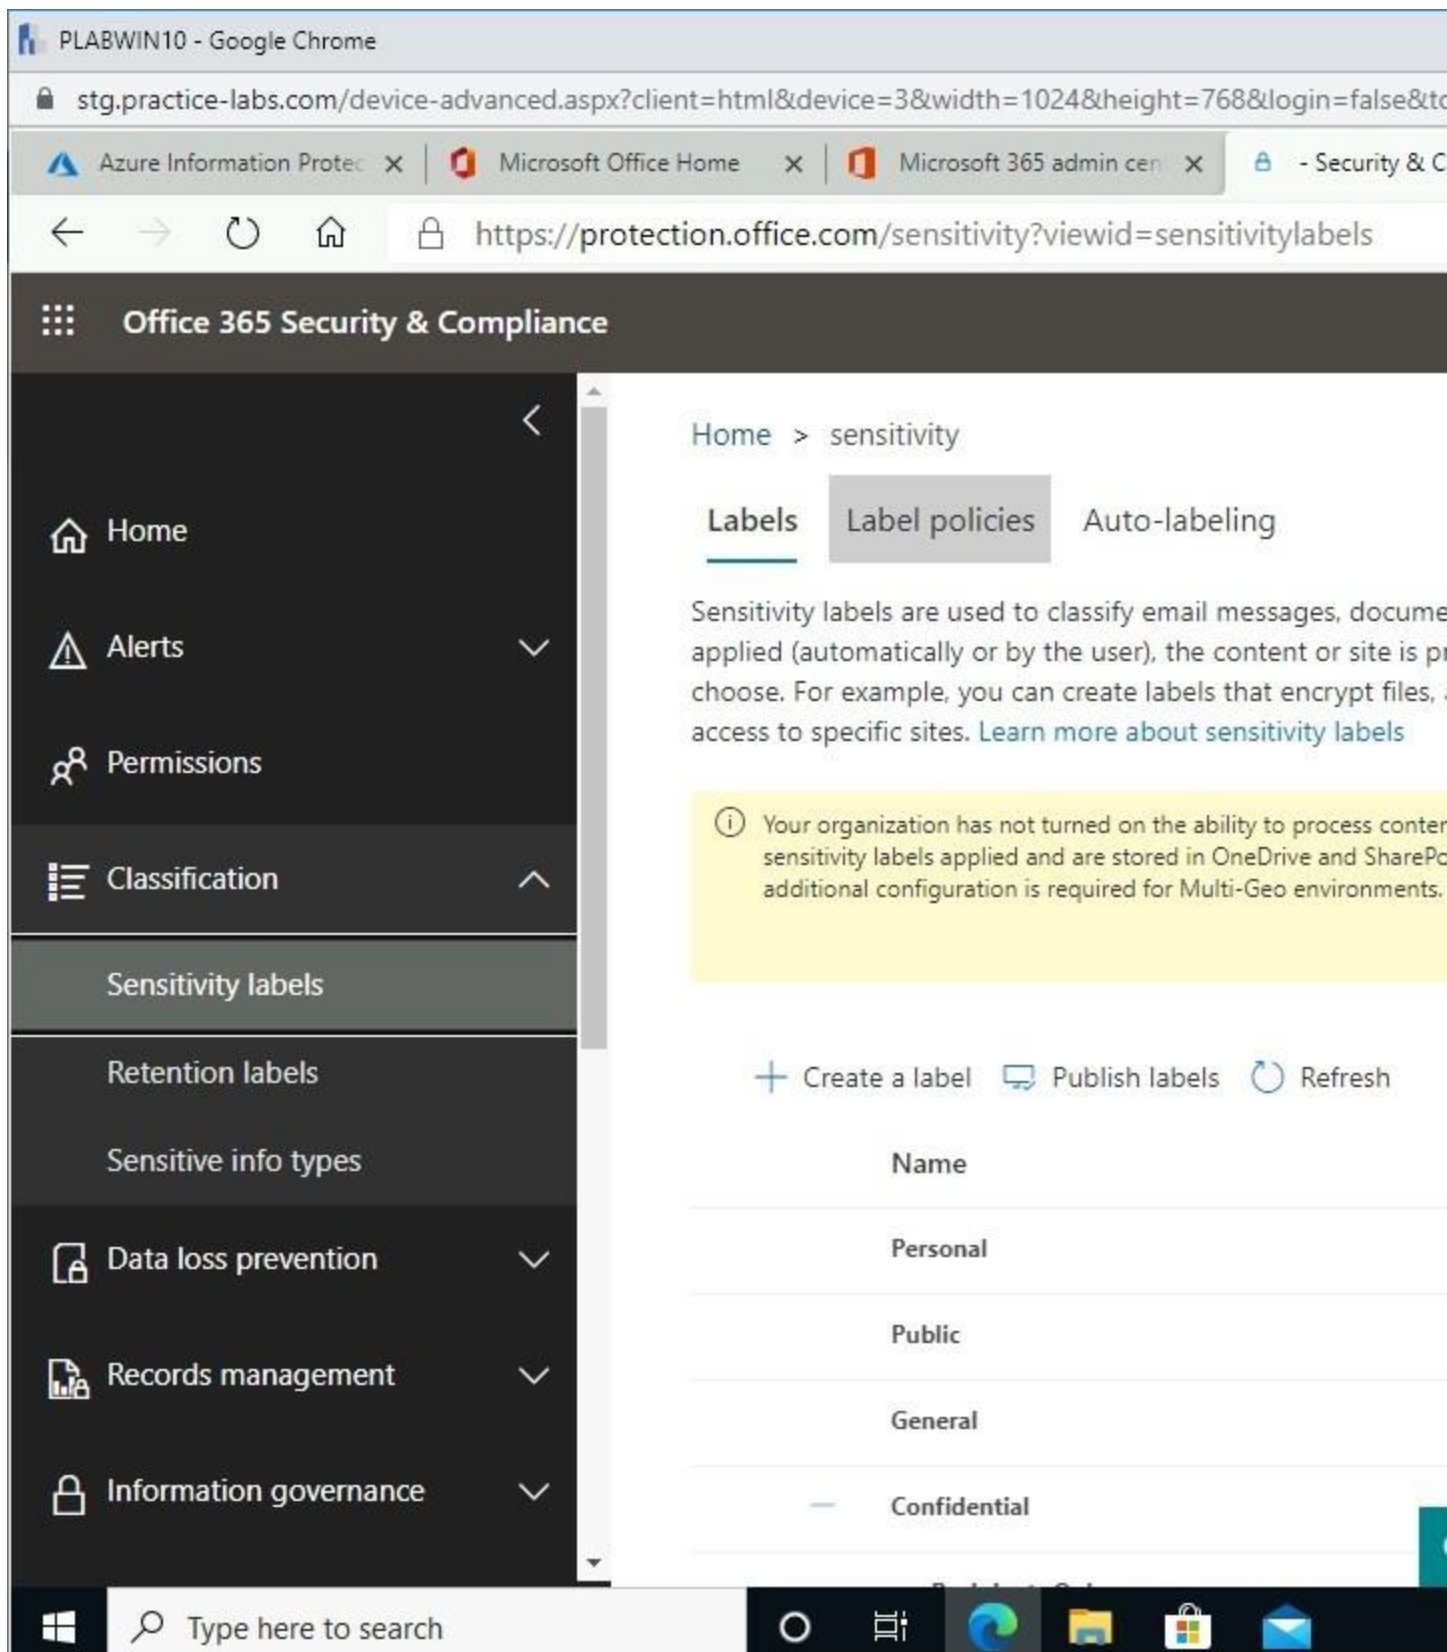 PLABWIN10 - Google Chrome
stg.practice-labs.com/device-advanced.aspx?client=html&device=3&width=1024&height=768&login=false&to
Azure Information Protec
Microsoft Office Home
Microsoft 365 admin cen
- Security & C
https://protection.office.com/sensitivity?viewid=sensitivitylabels
Office 365 Security & Compliance
Home
Alerts
Permissions
Classification
Sensitivity labels
Retention labels
Sensitive info types
Data loss prevention
Records management
Information governance
Home > sensitivity
Labels Label policies Auto-labeling
Sensitivity labels are used to classify email messages, docume
applied (automatically or by the user), the content or site is pr
choose. For example, you can create labels that encrypt files,
access to specific sites. Learn more about sensitivity labels
Your organization has not turned on the ability to process conten
sensitivity labels applied and are stored in OneDrive and SharePo
additional configuration is required for Multi-Geo environments.
Create a label Publish labels Refresh
Name
Personal
Public
General
Confidential
Type here to search